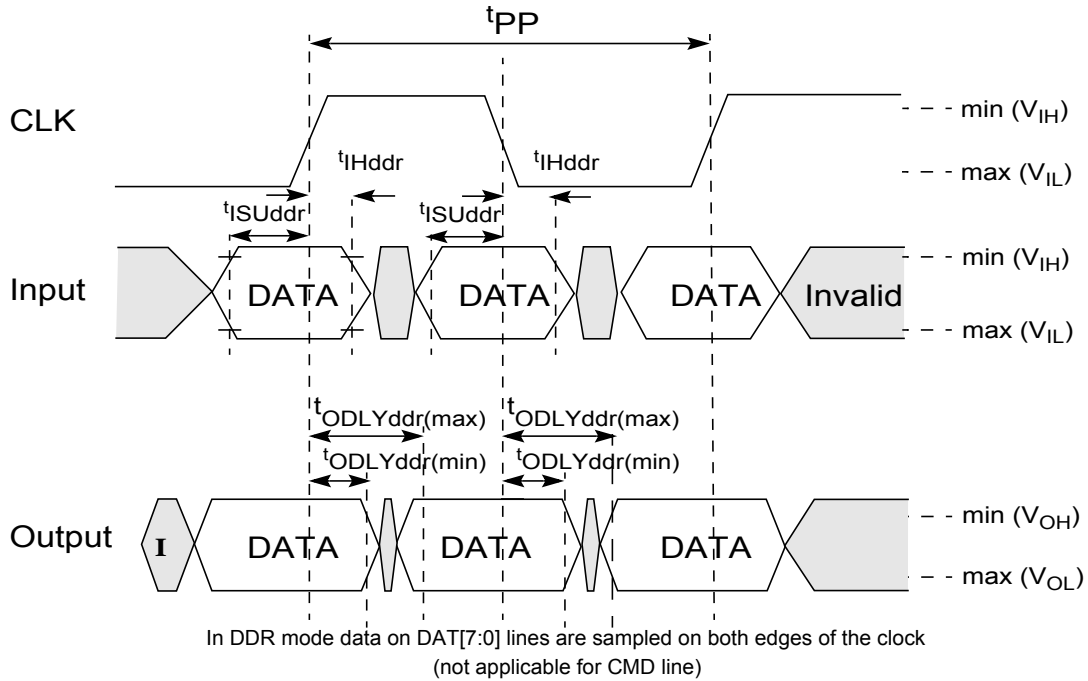 tPP
CLK
min (VIH)
max (VIL)
tIHddr
tIHddr
tISUddr
tISUddr
Input
DATA
DATA
DATA
Invalid
min (VIH)
max (VIL)
tODLYddr(max)
tODLYddr(max)
tODLYddr(min)
tODLYddr(min)
Output
I
DATA
DATA
DATA
min (VOH)
max (VOL)
In DDR mode data on DAT[7:0] lines are sampled on both edges of the clock
(not applicable for CMD line)